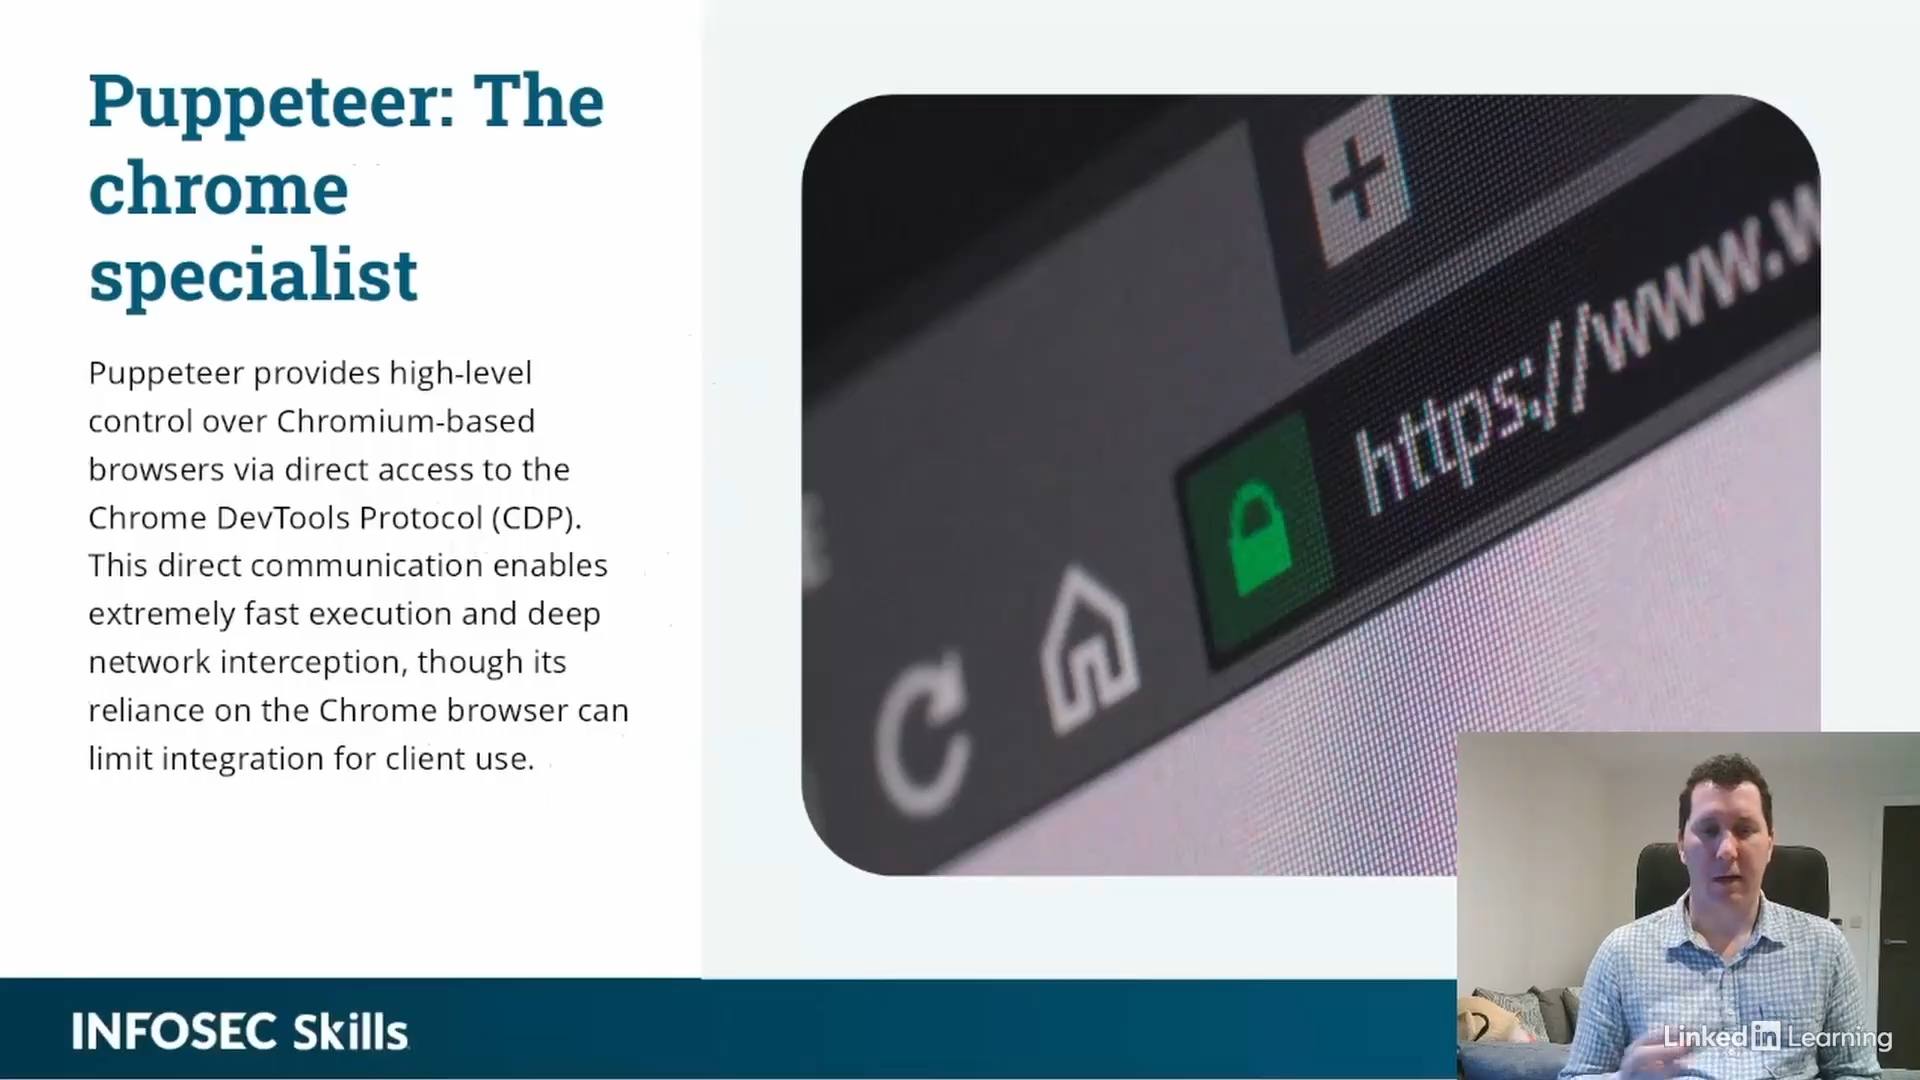 Puppeteer: The
chrome
specialist
Puppeteer provides high-level
control over Chromium-based
browsers via direct access to the
Chrome DevTools Protocol (CDP).
This direct communication enables
extremely fast execution and deep
network interception, though its
reliance on the Chrome browser can
limit integration for client use.
https://www.w
INFOSEC Skills
Linked in Learning